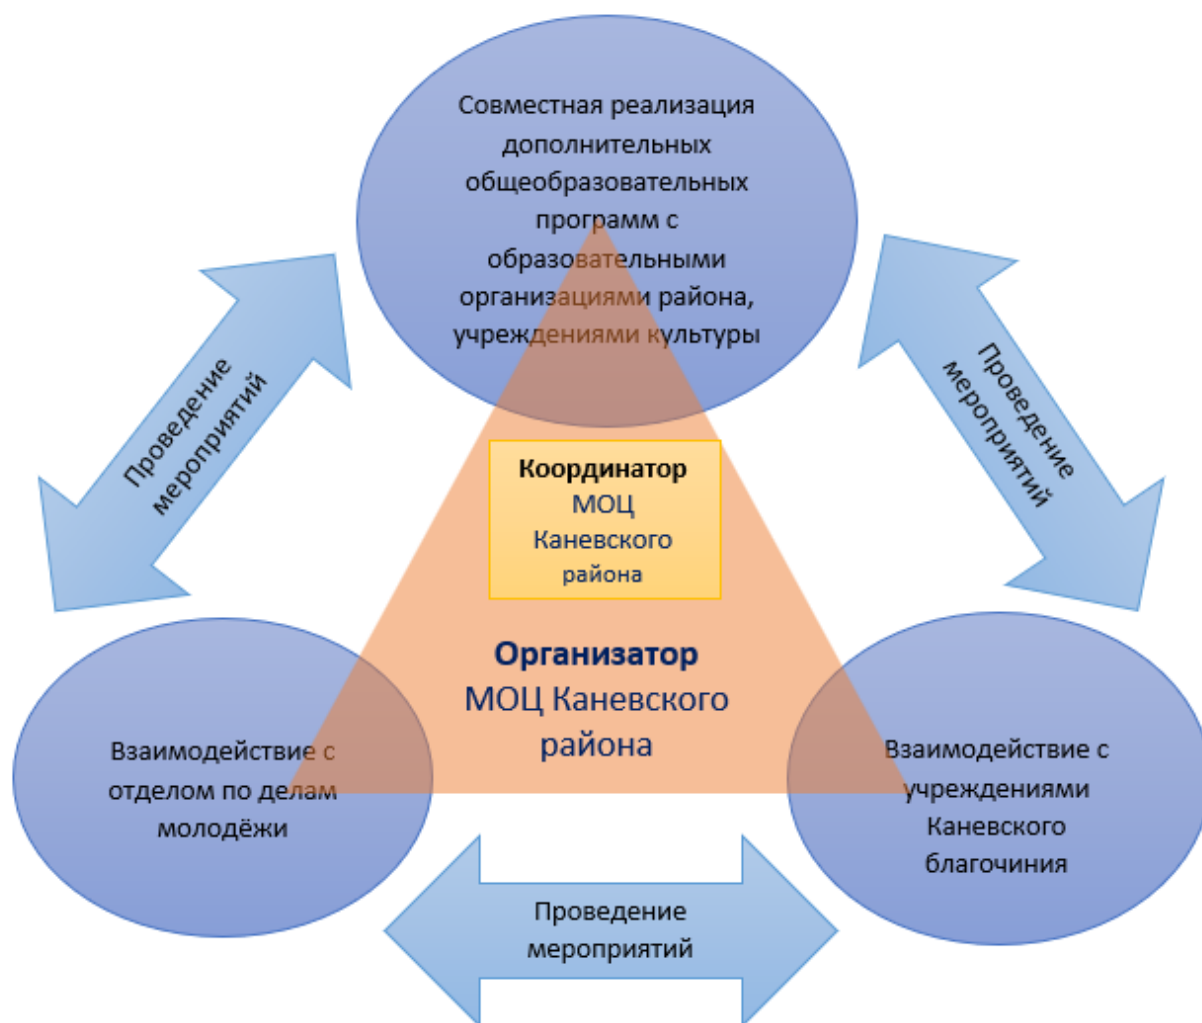 Совместная реализация
дополнительных
общеобразовательных
программ с
образовательными
организациями района,
учреждениями культуры
Проведение
мероприятий
Проведение
мероприятий
Координатор
МОЦ
Каневского
района
Организатор
МОЦ Каневского
района
Взаимодействие с
отделом по делам
молодёжи
Взаимодействие с
учреждениями
Каневского
благочиния
Проведение
мероприятий